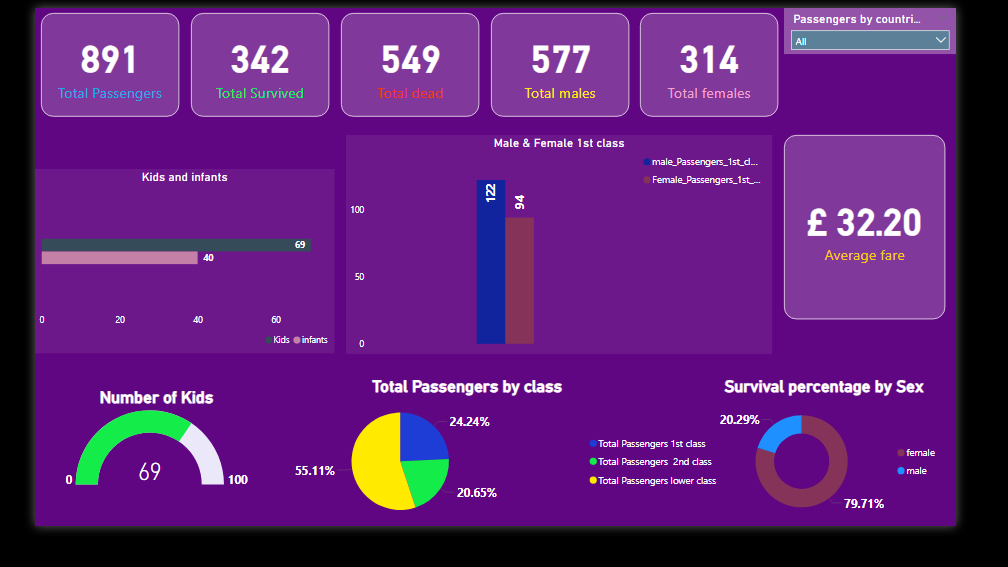 891
Total Passengers
342
Total Survived
549
Total dead
577
Total males
314
Total females
Passengers by countri...
All
Kids and infants
69
40
0 20 40 60
Kids infants
Male & Female 1st class
male_Passengers_1st_cl...
Female_Passengers_1st_...
122
94
100
50
0
£ 32.20
Average fare
Number of Kids
69
0
100
Total Passengers by class
24.24%
55.11%
20.65%
Total Passengers 1st class
Total Passengers 2nd class
Total Passengers lower class
Survival percentage by Sex
20.29%
79.71%
female
male